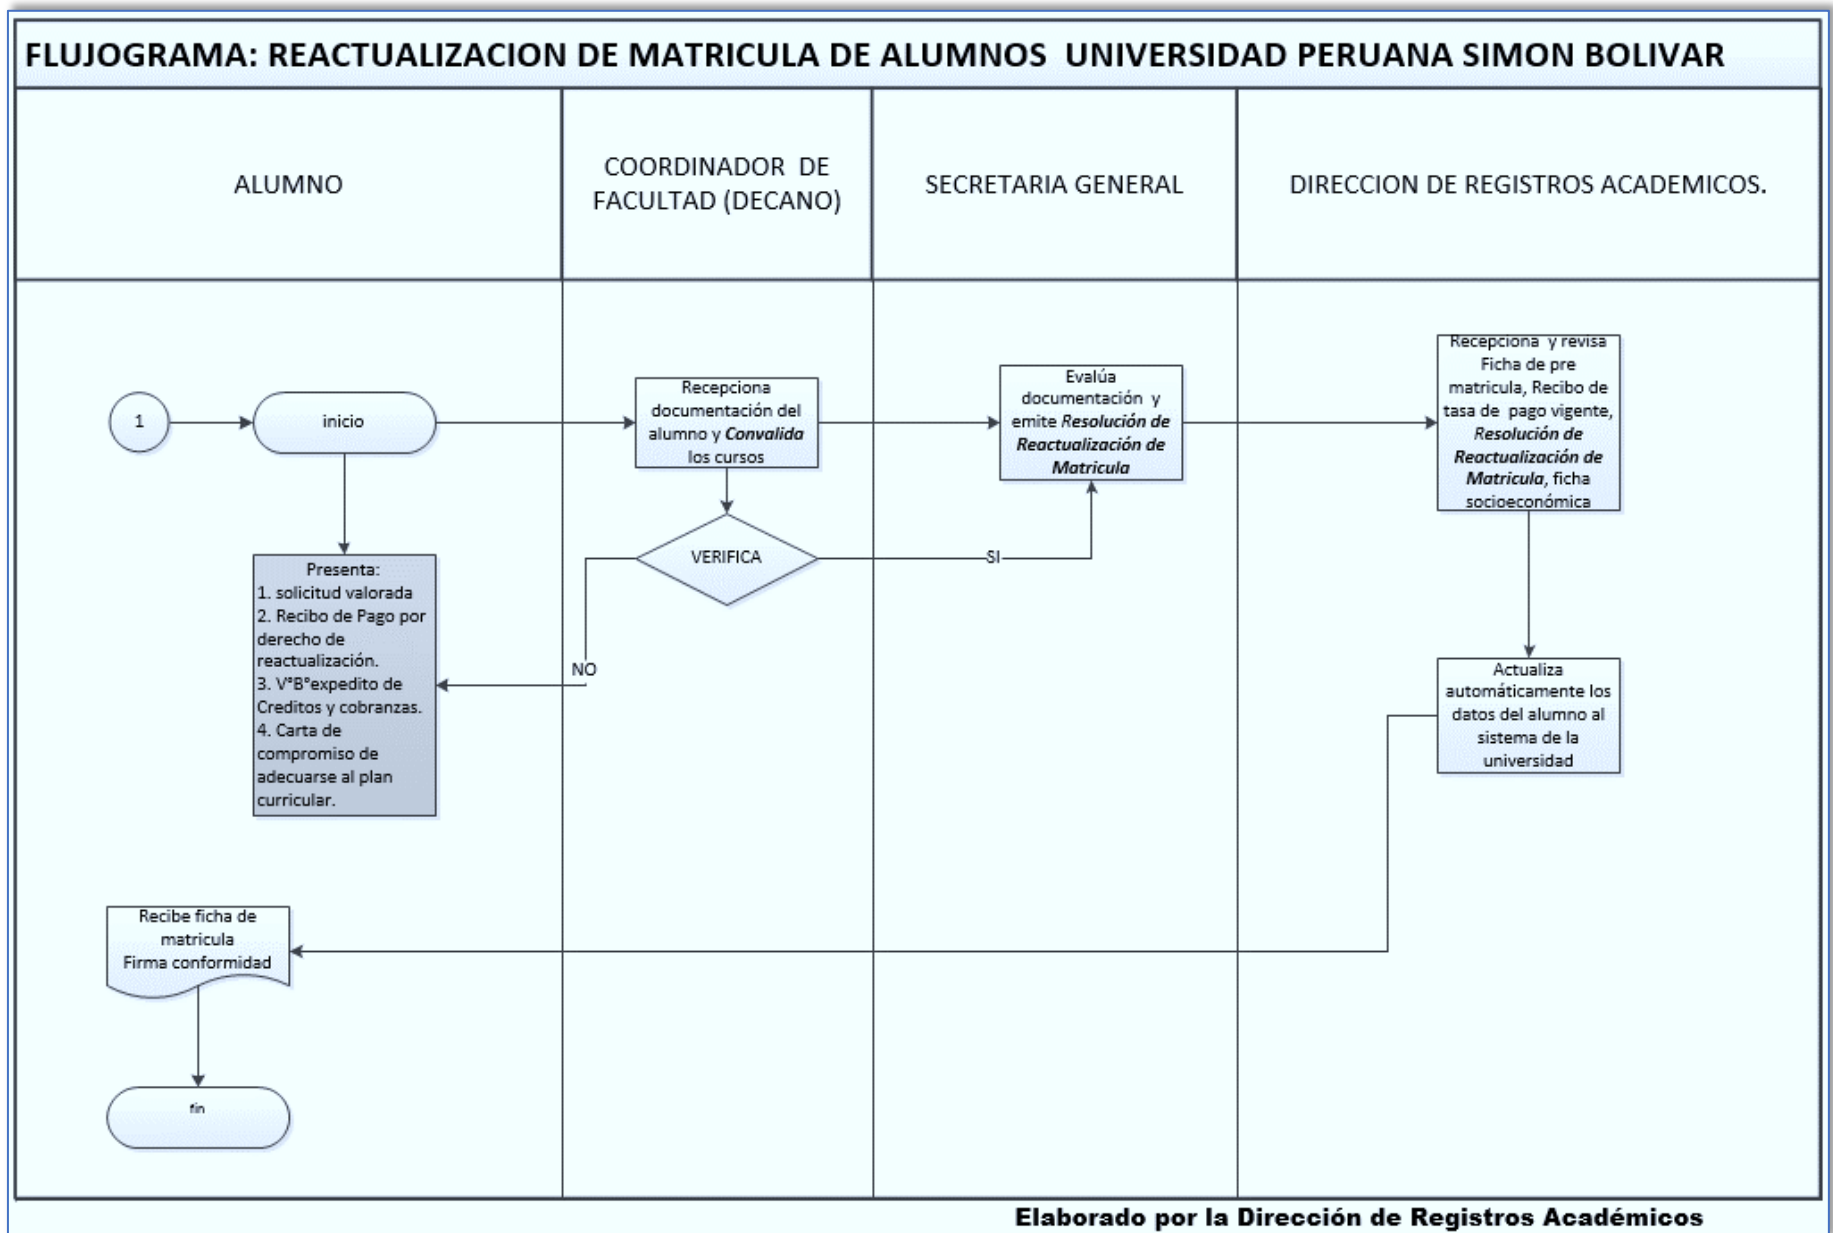 FLUJOGRAMA: REACTUALIZACION DE MATRICULA DE ALUMNOS  UNIVERSIDAD PERUANA SIMON BOLIVAR
ALUMNO
COORDINADOR  DE
FACULTAD (DECANO)
SECRETARIA GENERAL
DIRECCION DE REGISTROS ACADEMICOS.
1
inicio
Recepciona
documentación del
alumno y Convalida
los cursos
Evalúa
documentación  y
emite Resolución de
Reactualización de
Matricula
Recepciona  y revisa
Ficha de pre
matricula, Recibo de
tasa de  pago vigente,
Resolución de
Reactualización de
Matricula, ficha
socioeconómica
VERIFICA
SI
NO
Presenta:
1. solicitud valorada
2. Recibo de Pago por
derecho de
reactualización.
3. V°B°expedito de
Creditos y cobranzas.
4. Carta de
compromiso de
adecuarse al plan
curricular.
Actualiza
automáticamente los
datos del alumno al
sistema de la
universidad
Recibe ficha de
matricula
Firma conformidad
fin
Elaborado por la Dirección de Registros Académicos